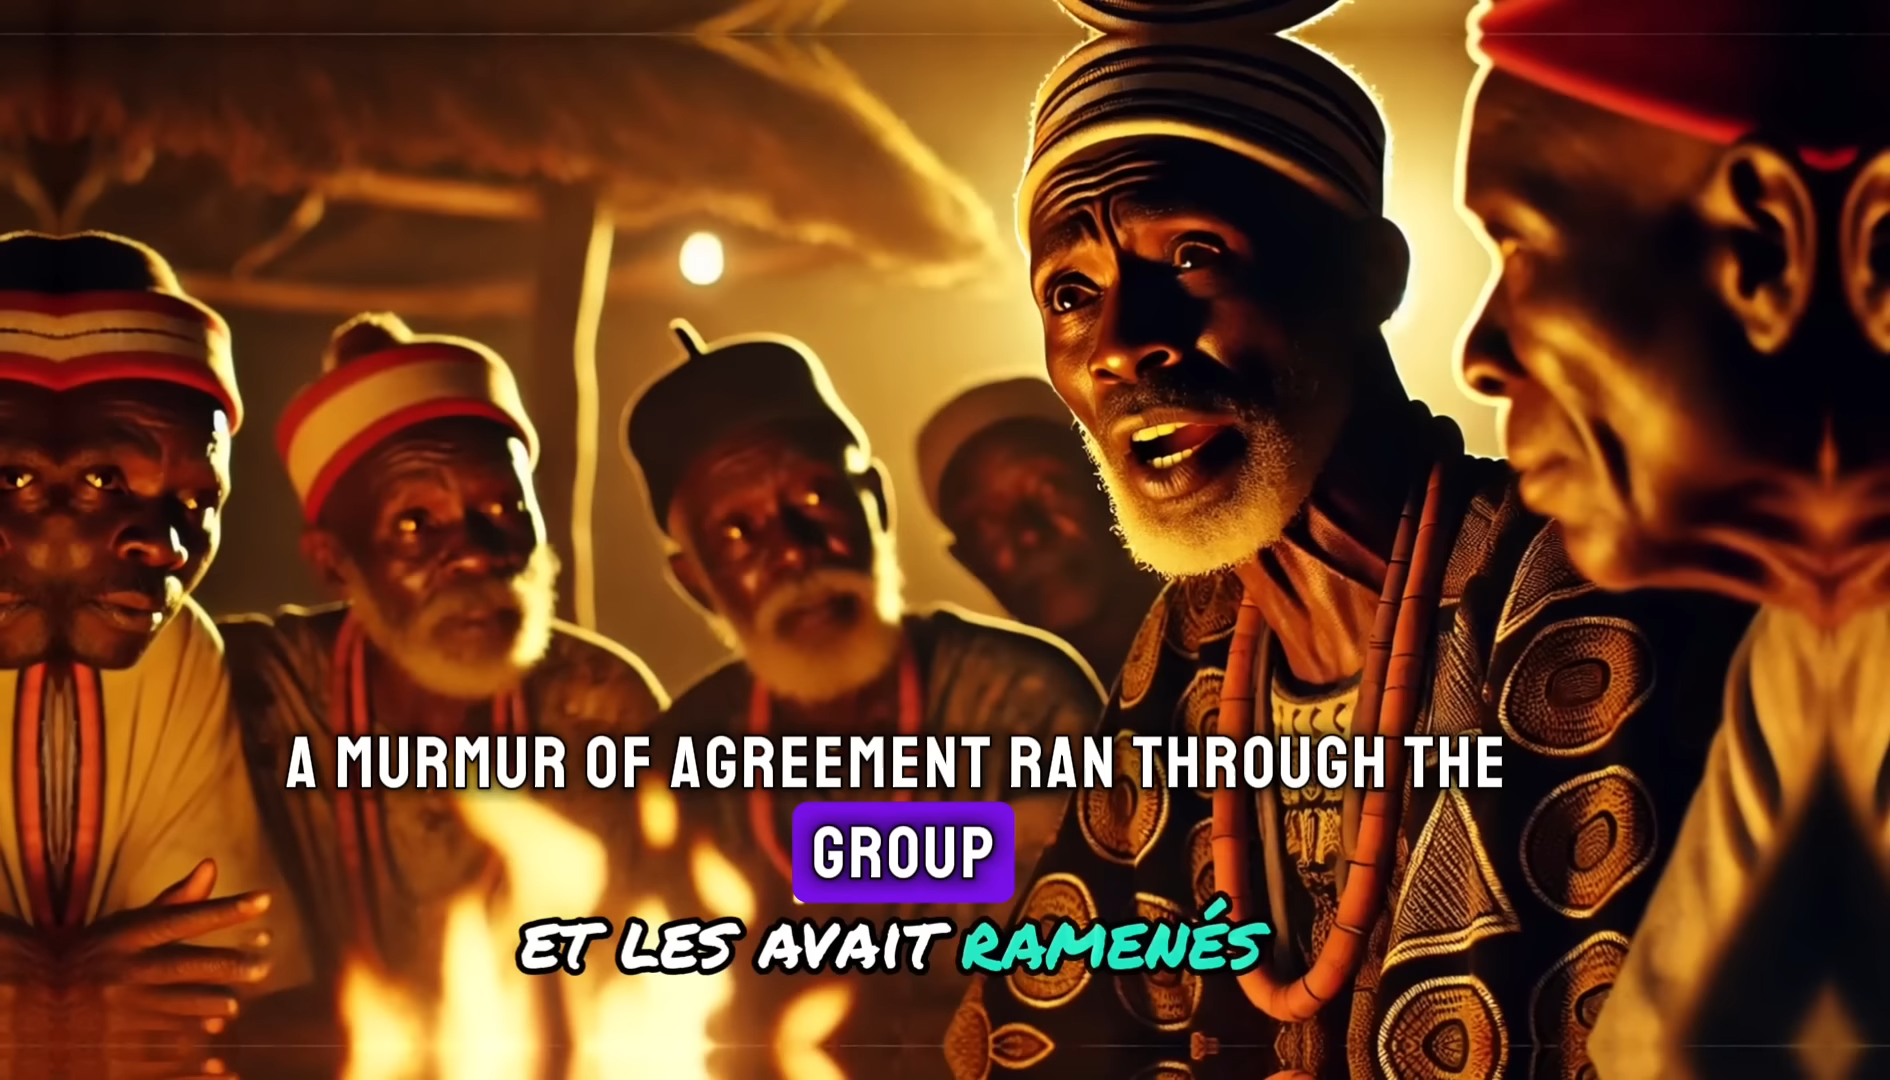 A MURMUR OF AGREEMENT RAN THROUGH THE
GROUP
ET LES AVAIT RAMENÉS